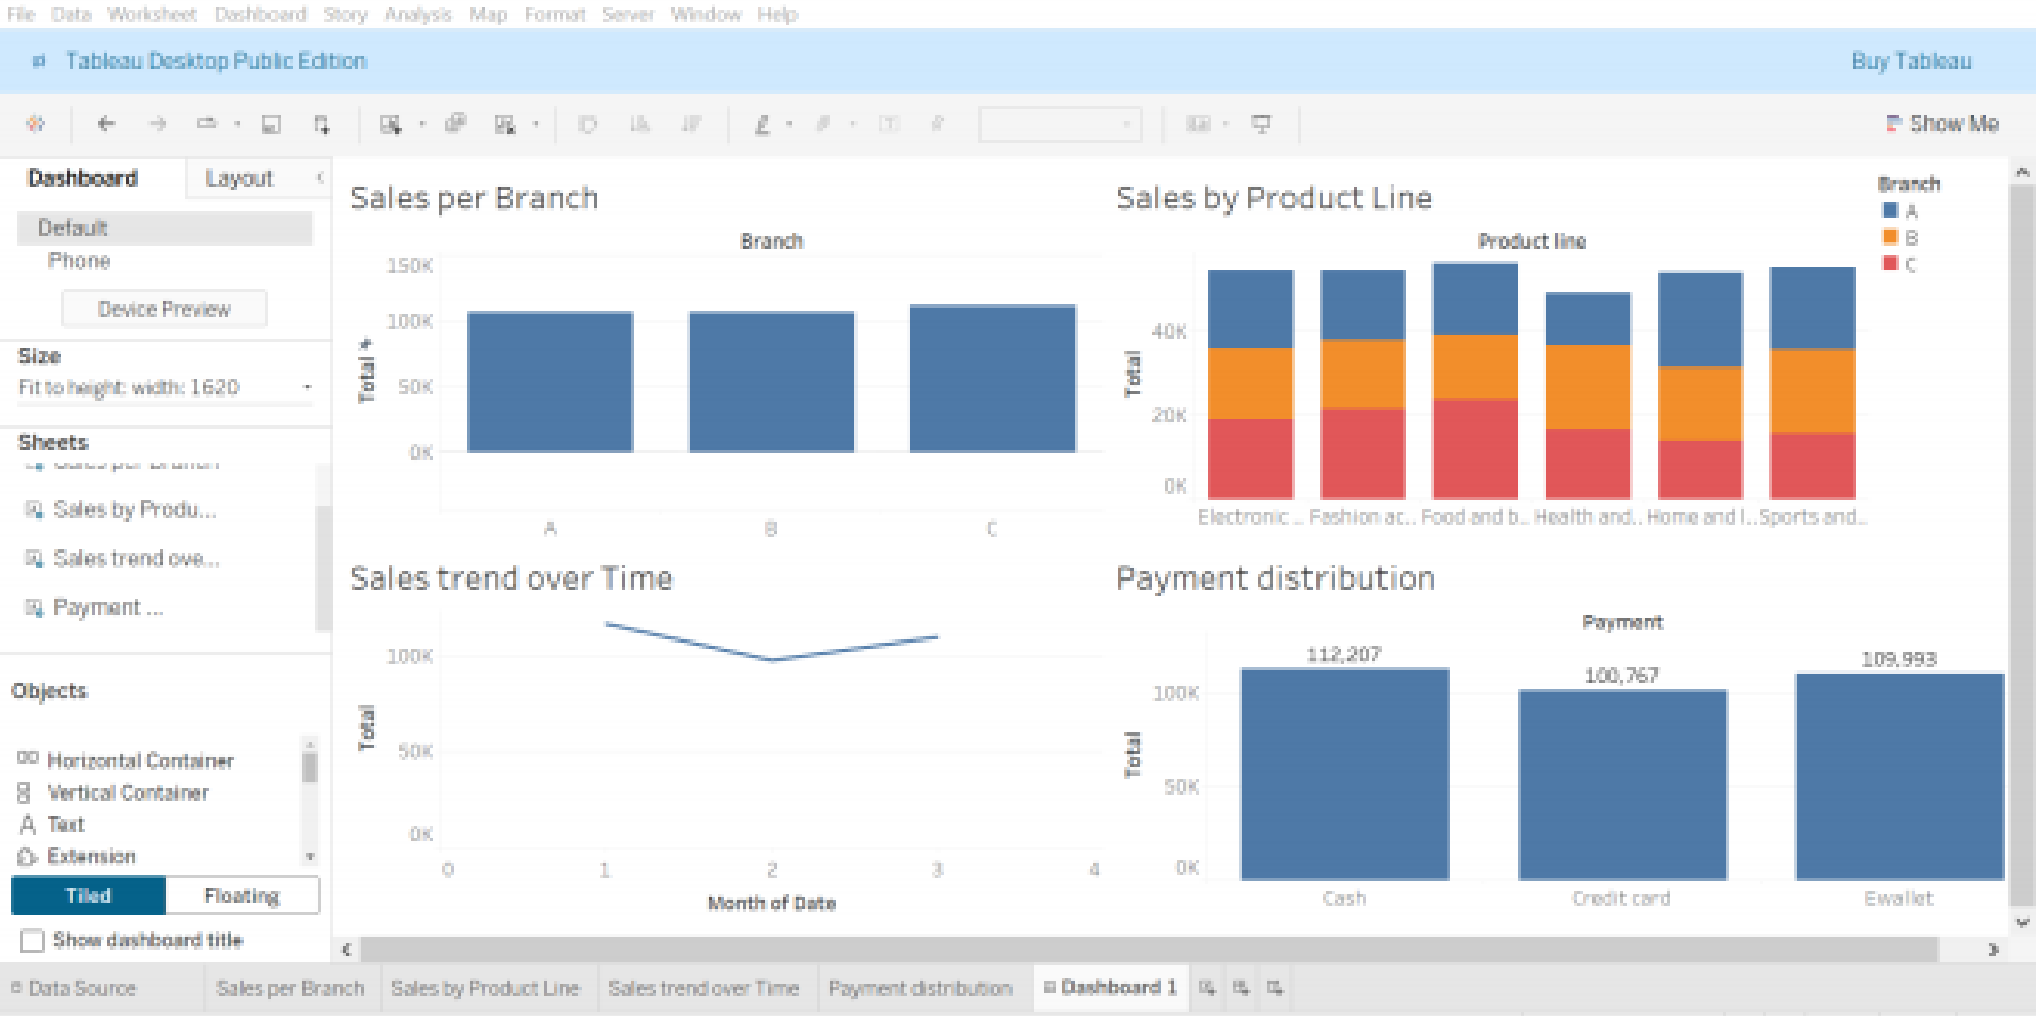 File Data Worksheet Dashboard Story Analysis Map Format Server Window Help
Tableau Desktop Public Edition
Buy Tableau
Show Me
Dashboard Layout
Default
Phone
Device Preview
Size
Fit to height: width: 1620
Sheets
Sales per Branch
Sales by Produ...
Sales trend ove...
Payment ...
Objects
Horizontal Container
Vertical Container
Text
Extension
Tiled Floating
Show dashboard title
Sales per Branch
Branch
Total
150K
100K
50K
0K
A B C
Sales by Product Line
Product line
Total
40K
20K
0K
Electronic .. Fashion ac.. Food and b.. Health and.. Home and l.. Sports and..
Branch
A
B
C
Sales trend over Time
Total
100K
50K
0K
0 1 2 3 4
Month of Date
Payment distribution
Payment
112,207
100,767
109,993
Total
100K
50K
0K
Cash Credit card Ewallet
Data Source Sales per Branch Sales by Product Line Sales trend over Time Payment distribution Dashboard 1